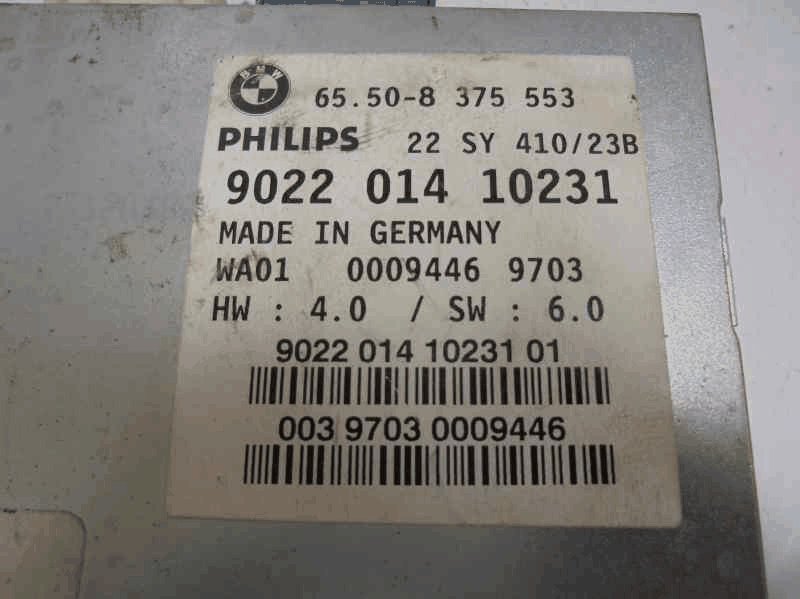 BMW
65.50-8 375 553
PHILIPS 22 SY 410/23B
9022 014 10231
MADE IN GERMANY
WA01 0009446 9703
HW : 4.0 / SW : 6.0
9022 014 10231 01
003 9703 0009446